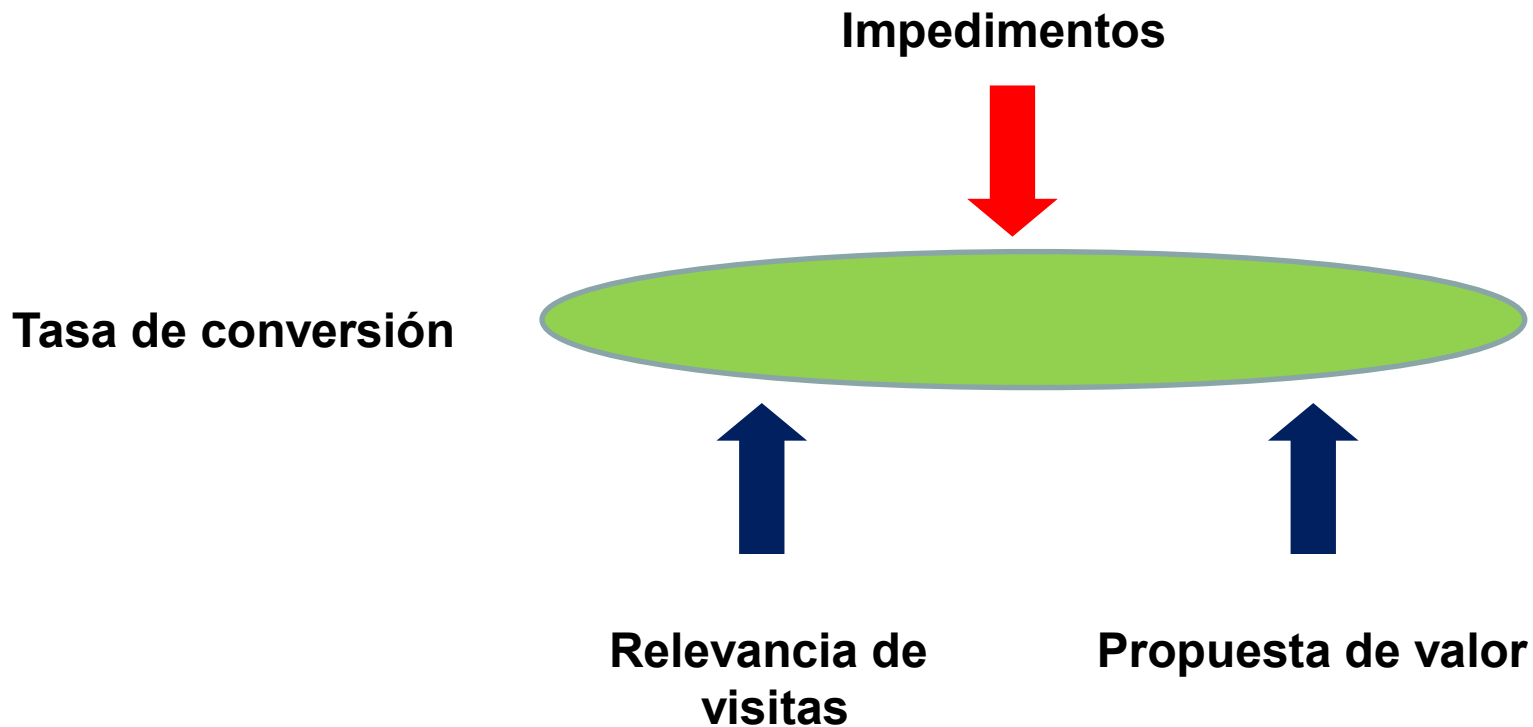 Impedimentos
Tasa de conversión
Relevancia de
visitas
Propuesta de valor